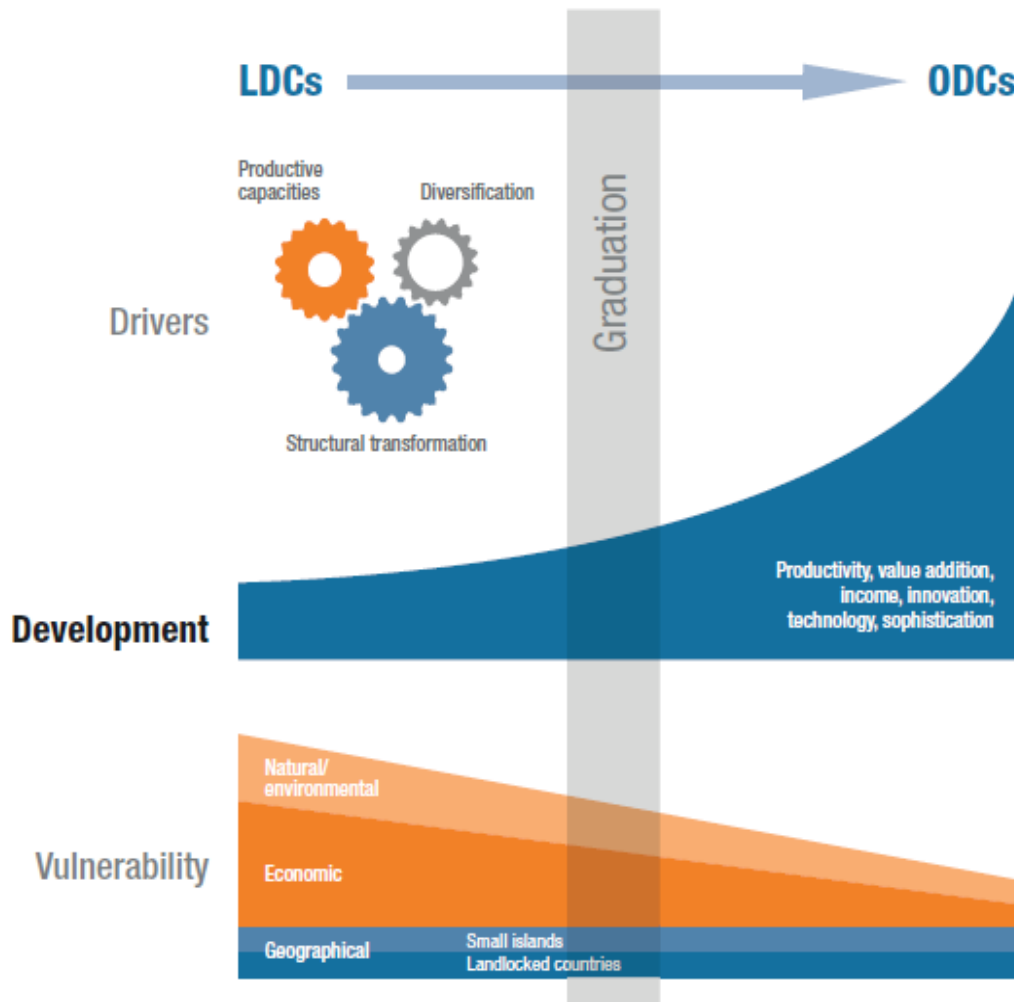 LDCs
ODCs
Productive
capacities
Diversification
Graduation
Drivers
Structural transformation
Productivity, value addition,
income, innovation,
technology, sophistication
Development
Natural/
environmental
Vulnerability
Economic
Geographical
Small islands
Landlocked countries